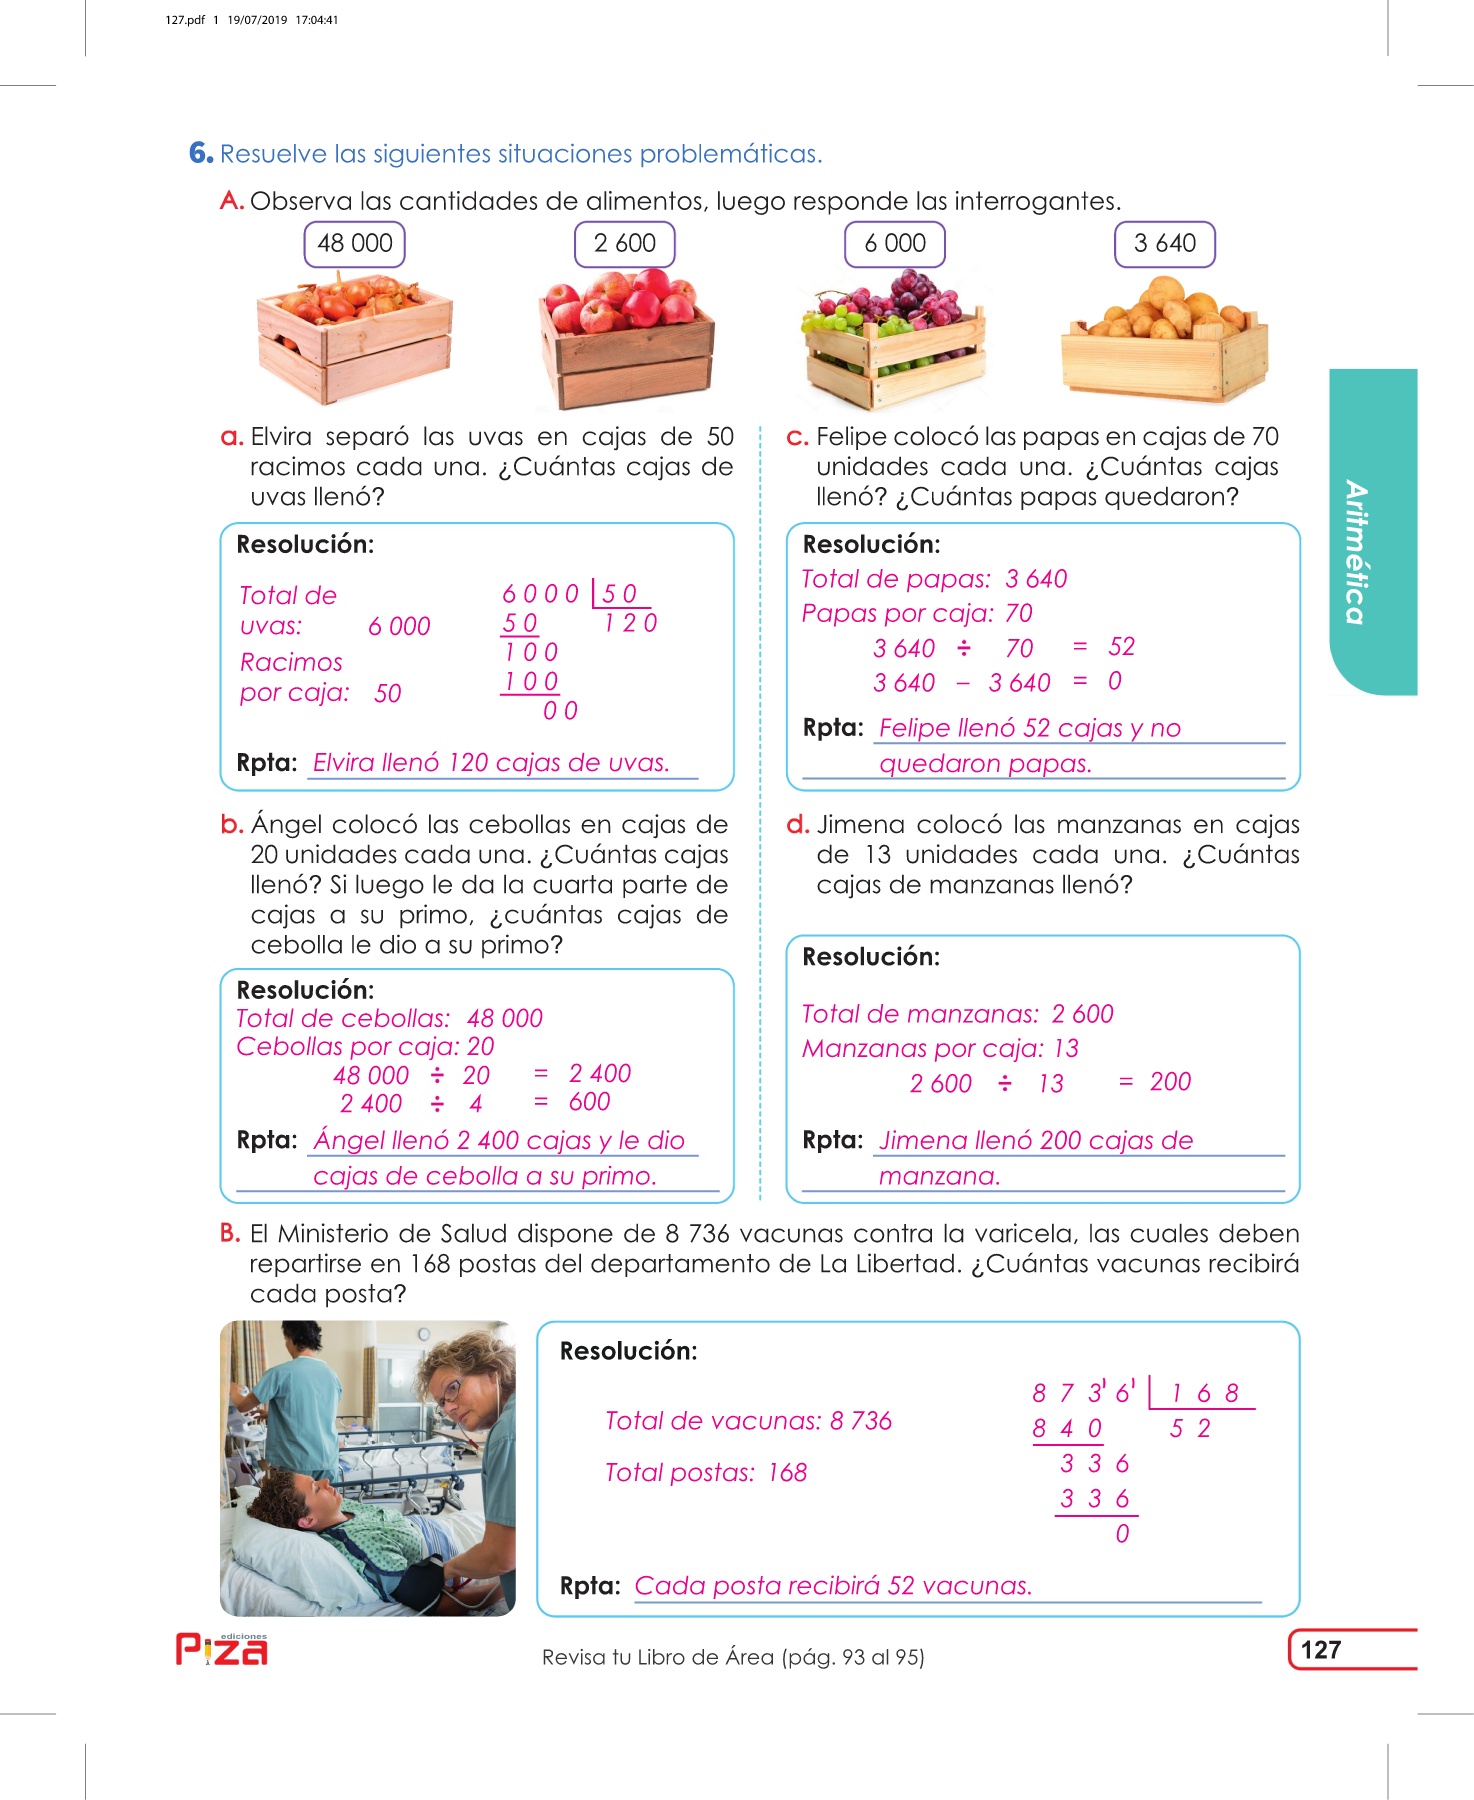 127.pdf 1 19/07/2019 17:04:41
6. Resuelve las siguientes situaciones problemáticas.
A. Observa las cantidades de alimentos, luego responde las interrogantes.
48 000
2 600
6 000
3 640
a. Elvira separó las uvas en cajas de 50
racimos cada una. ¿Cuántas cajas de
uvas llenó?
Resolución:
Total de
uvas: 6 000
Racimos
por caja: 50
6 0 0 0 5 0
5 0 1 2 0
1 0 0
1 0 0
0 0
Rpta: Elvira llenó 120 cajas de uvas.
b. Ángel colocó las cebollas en cajas de
20 unidades cada una. ¿Cuántas cajas
llenó? Si luego le da la cuarta parte de
cajas a su primo, ¿cuántas cajas de
cebolla le dio a su primo?
Resolución:
Total de cebollas: 48 000
Cebollas por caja: 20
48 000 ÷ 20 = 2 400
2 400 ÷ 4 = 600
Rpta: Ángel llenó 2 400 cajas y le dio
cajas de cebolla a su primo.
c. Felipe colocó las papas en cajas de 70
unidades cada una. ¿Cuántas cajas
llenó? ¿Cuántas papas quedaron?
Resolución:
Total de papas: 3 640
Papas por caja: 70
3 640 ÷ 70 = 52
3 640 – 3 640 = 0
Rpta: Felipe llenó 52 cajas y no
quedaron papas.
d. Jimena colocó las manzanas en cajas
de 13 unidades cada una. ¿Cuántas
cajas de manzanas llenó?
Resolución:
Total de manzanas: 2 600
Manzanas por caja: 13
2 600 ÷ 13 = 200
Rpta: Jimena llenó 200 cajas de
manzana.
Aritmética
B. El Ministerio de Salud dispone de 8 736 vacunas contra la varicela, las cuales deben
repartirse en 168 postas del departamento de La Libertad. ¿Cuántas vacunas recibirá
cada posta?
Resolución:
Total de vacunas: 8 736
Total postas: 168
8 7 3' 6' 1 6 8
8 4 0 5 2
3 3 6
3 3 6
0
Rpta: Cada posta recibirá 52 vacunas.
ediciones
Piza
Revisa tu Libro de Área (pág. 93 al 95)
127